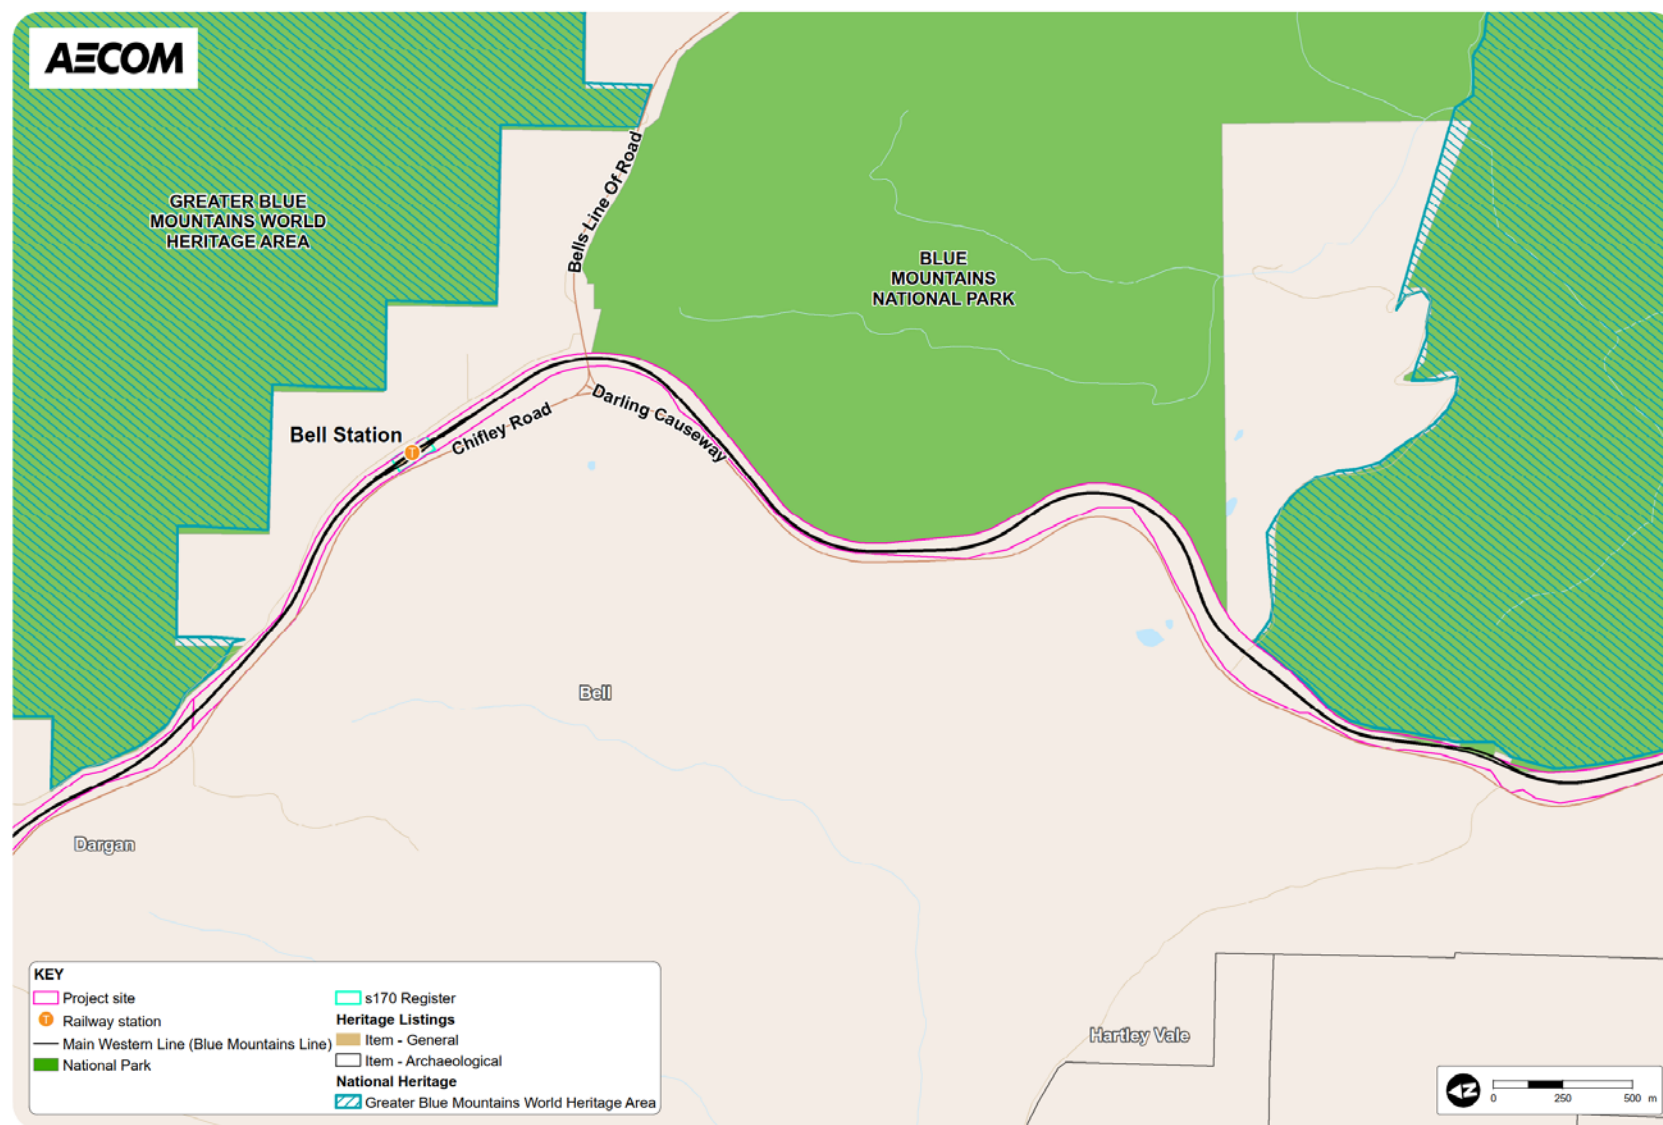 AECOM
GREATER BLUE
MOUNTAINS WORLD
HERITAGE AREA
Bells Line Of Road
BLUE
MOUNTAINS
NATIONAL PARK
Bell Station
T
Chifley Road
Darling Causeway
Bell
Dargan
Hartley Vale
KEY
Project site
T Railway station
Main Western Line (Blue Mountains Line)
National Park
s170 Register
Heritage Listings
Item - General
Item - Archaeological
National Heritage
Greater Blue Mountains World Heritage Area
N
0 250 500 m